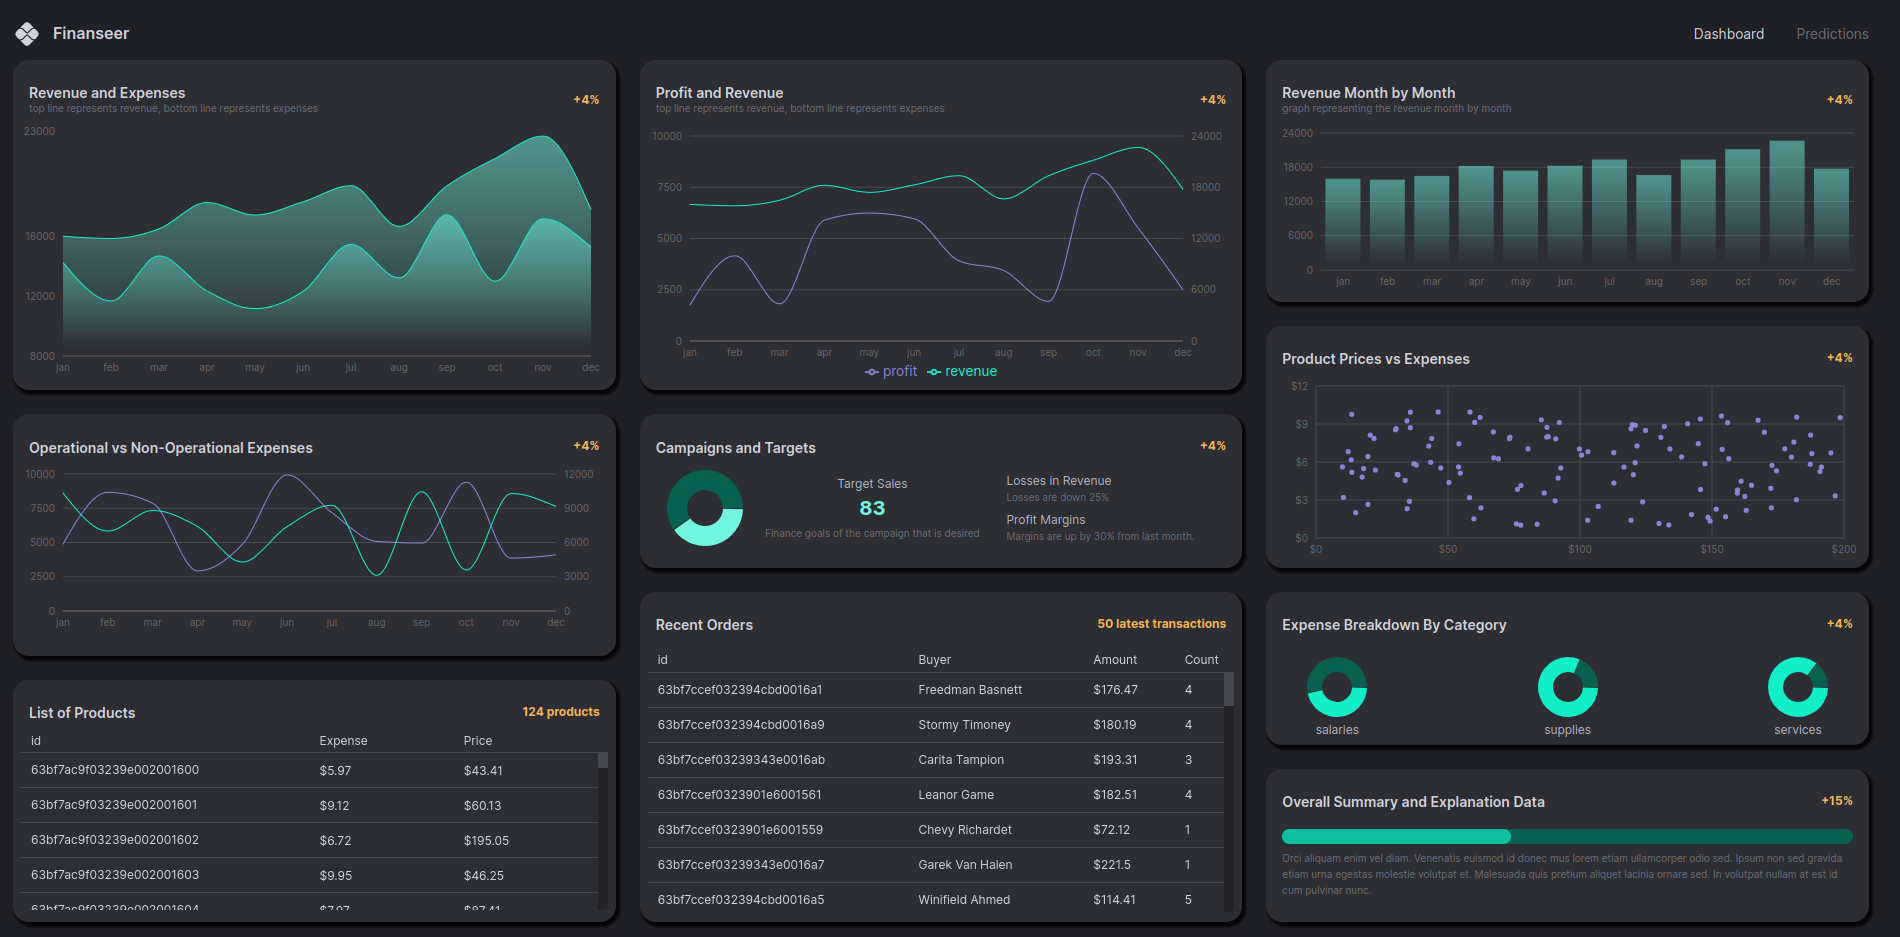 Finanseer
Dashboard
Predictions
Revenue and Expenses
top line represents revenue, bottom line represents expenses
+4%
23000
16000
12000
8000
jan feb mar apr may jun jul aug sep oct nov dec
Operational vs Non-Operational Expenses
+4%
10000 12000
7500 9000
5000 6000
2500 3000
0 0
jan feb mar apr may jun jul aug sep oct nov dec
List of Products
124 products
id Expense Price
63bf7ac9f03239e002001600 $5.97 $43.41
63bf7ac9f03239e002001601 $9.12 $60.13
63bf7ac9f03239e002001602 $6.72 $195.05
63bf7ac9f03239e002001603 $9.95 $46.25
63bf7ac9f03239e002001604 $7.97 $87.41
Profit and Revenue
top line represents revenue, bottom line represents expenses
+4%
10000 24000
7500 18000
5000 12000
2500 6000
0 0
jan feb mar apr may jun jul aug sep oct nov dec
profit revenue
Campaigns and Targets
+4%
Target Sales
83
Finance goals of the campaign that is desired
Losses in Revenue
Losses are down 25%
Profit Margins
Margins are up by 30% from last month.
Recent Orders
50 latest transactions
id Buyer Amount Count
63bf7ccef032394cbd0016a1 Freedman Basnett $176.47 4
63bf7ccef032394cbd0016a9 Stormy Timoney $180.19 4
63bf7ccef03239343e0016ab Carita Tampion $193.31 3
63bf7ccef0323901e6001561 Leanor Game $182.51 4
63bf7ccef0323901e6001559 Chevy Richardet $72.12 1
63bf7ccef03239343e0016a7 Garek Van Halen $221.5 1
63bf7ccef032394cbd0016a5 Winifield Ahmed $114.41 5
Revenue Month by Month
graph representing the revenue month by month
+4%
24000
18000
12000
6000
0
jan feb mar apr may jun jul aug sep oct nov dec
Product Prices vs Expenses
+4%
$12
$9
$6
$3
$0
$0 $50 $100 $150 $200
Expense Breakdown By Category
+4%
salaries supplies services
Overall Summary and Explanation Data
+15%
Orci aliquam enim vel diam. Venenatis euismod id donec mus lorem etiam ullamcorper odio sed. Ipsum non sed gravida
etiam urna egestas molestie volutpat et. Malesuada quis pretium aliquet lacinia ornare sed. In volutpat nullam at est id
cum pulvinar nunc.